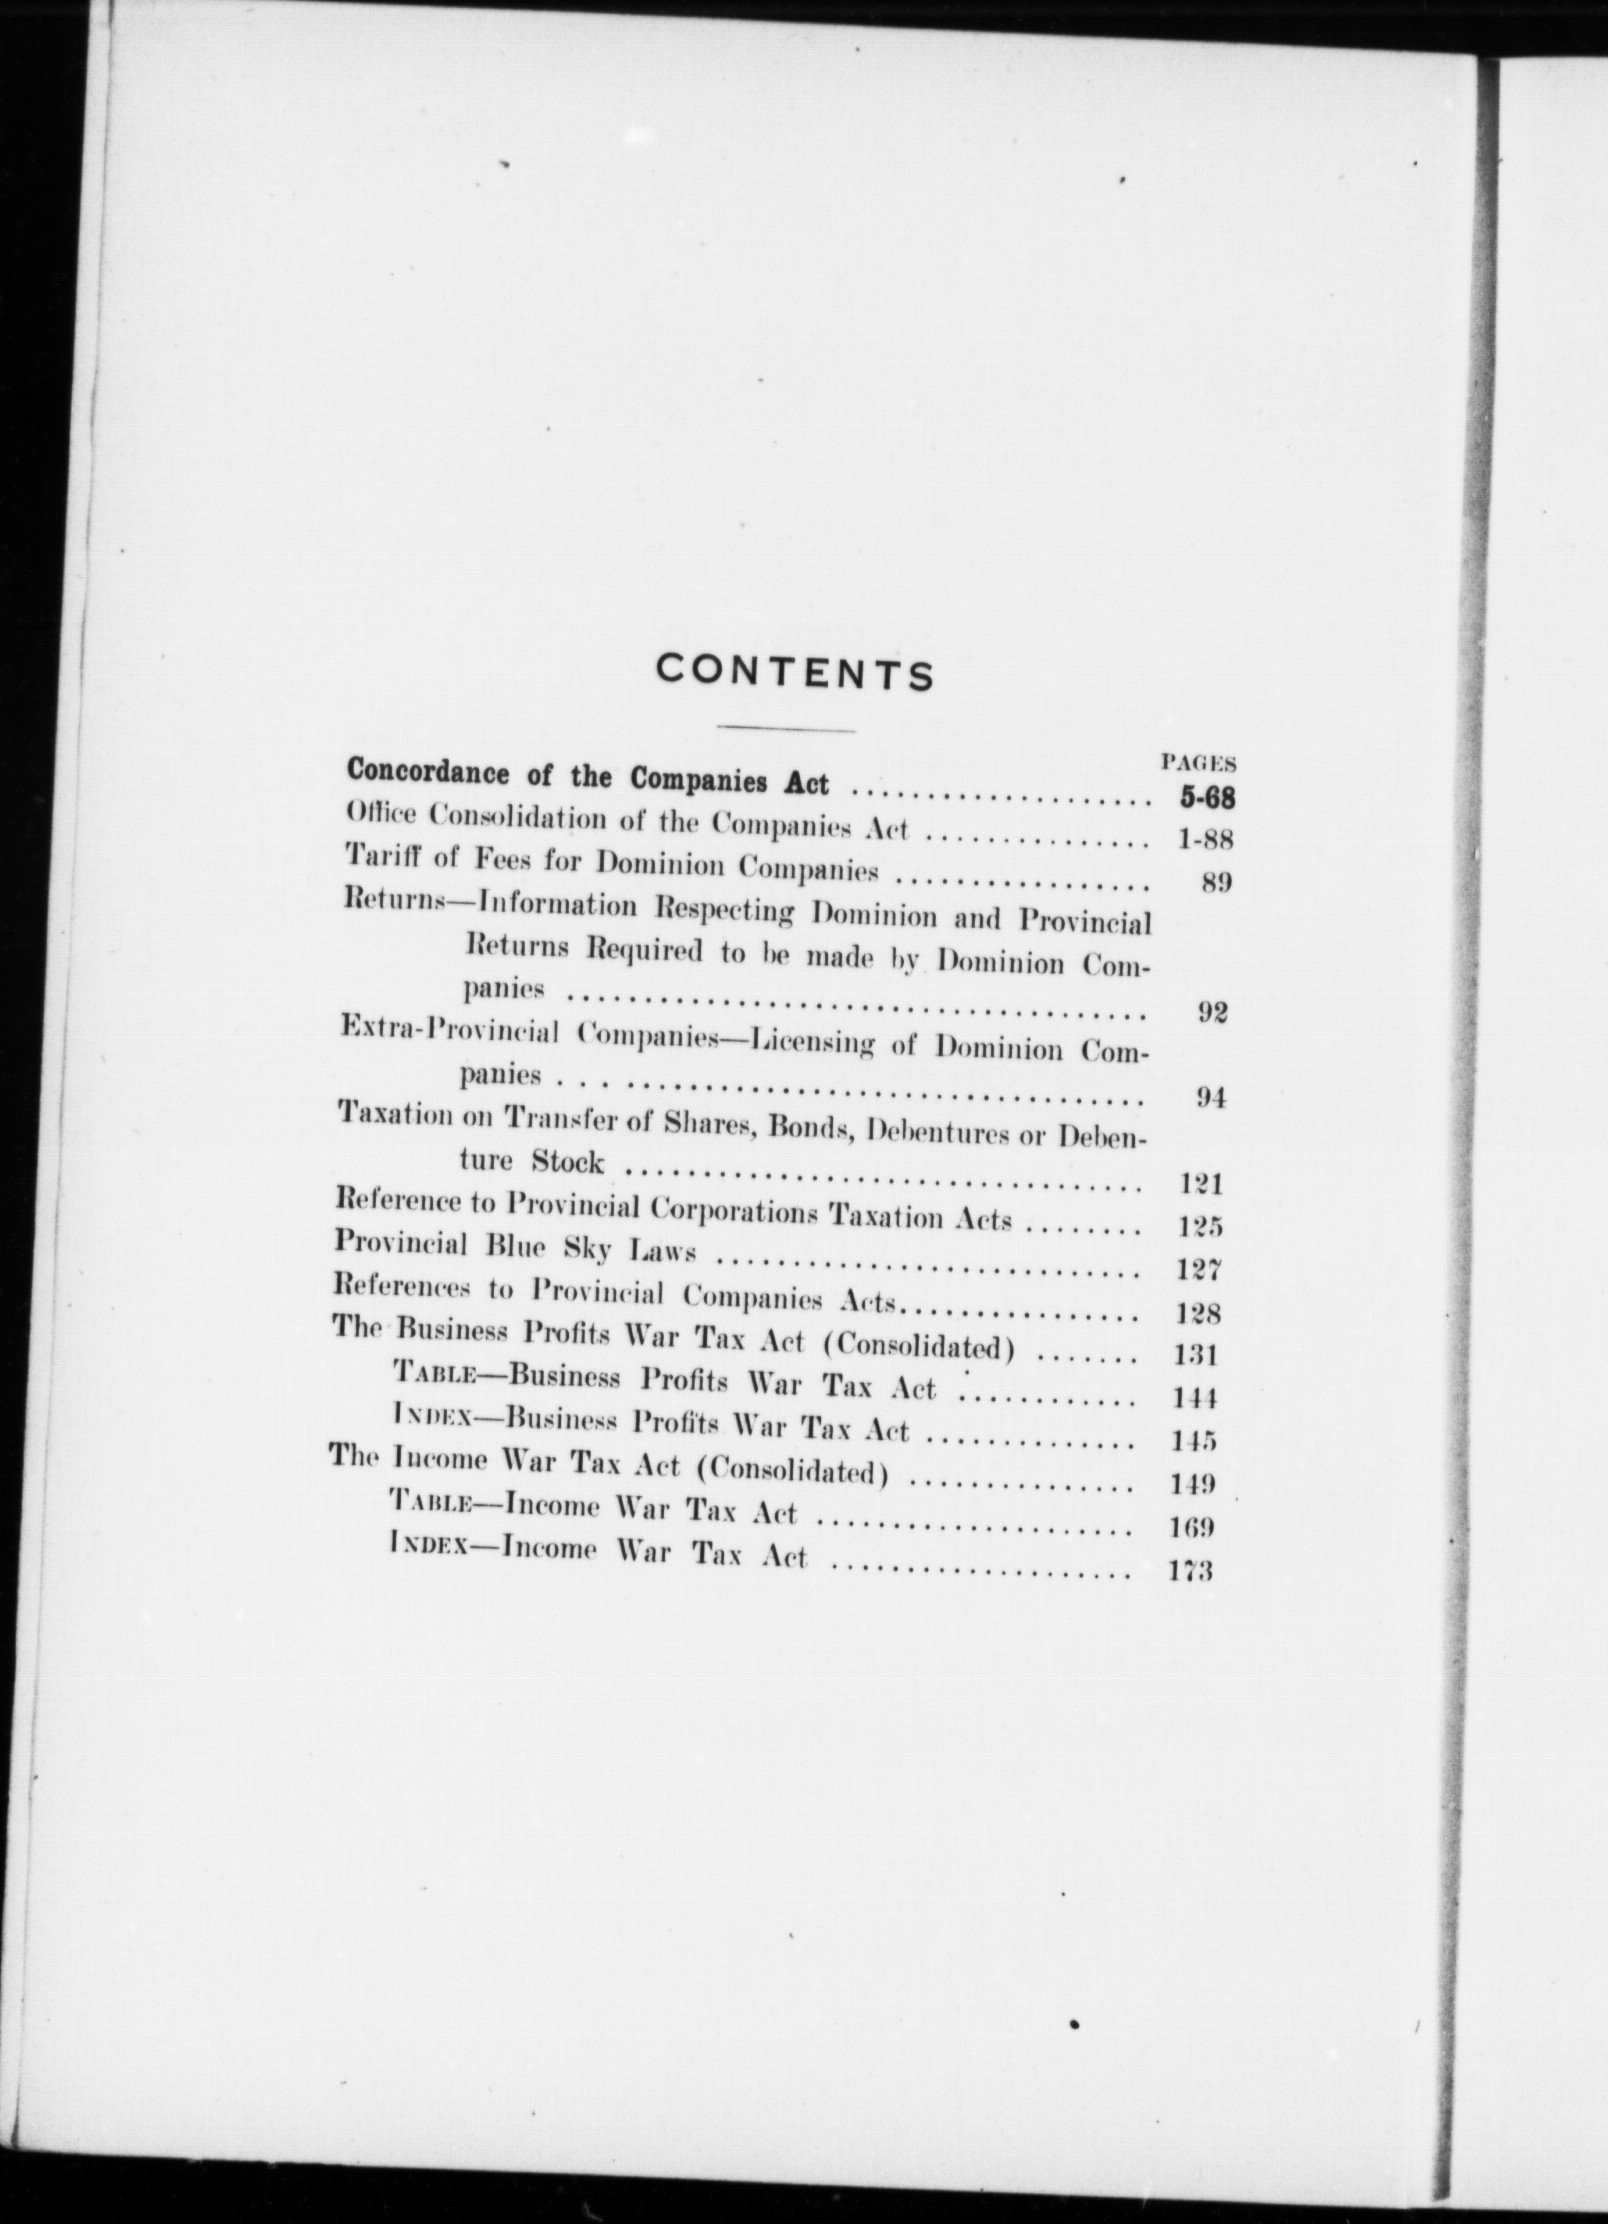 CONTENTS
PAGES
Concordance of the Companies Act .................... 5-68
Office Consolidation of the Companies Act ............... 1-88
Tariff of Fees for Dominion Companies ................. 89
Returns—Information Respecting Dominion and Provincial
Returns Required to be made by Dominion Com-
panies ...................................... 92
Extra-Provincial Companies—Licensing of Dominion Com-
panies ...................................... 94
Taxation on Transfer of Shares, Bonds, Debentures or Deben-
ture Stock .................................. 121
Reference to Provincial Corporations Taxation Acts ........ 125
Provincial Blue Sky Laws ............................ 127
References to Provincial Companies Acts................ 128
The Business Profits War Tax Act (Consolidated) ....... 131
TABLE—Business Profits War Tax Act ............ 144
INDEX—Business Profits War Tax Act .............. 145
The Income War Tax Act (Consolidated) ............... 149
TABLE—Income War Tax Act ..................... 169
INDEX—Income War Tax Act .................... 173